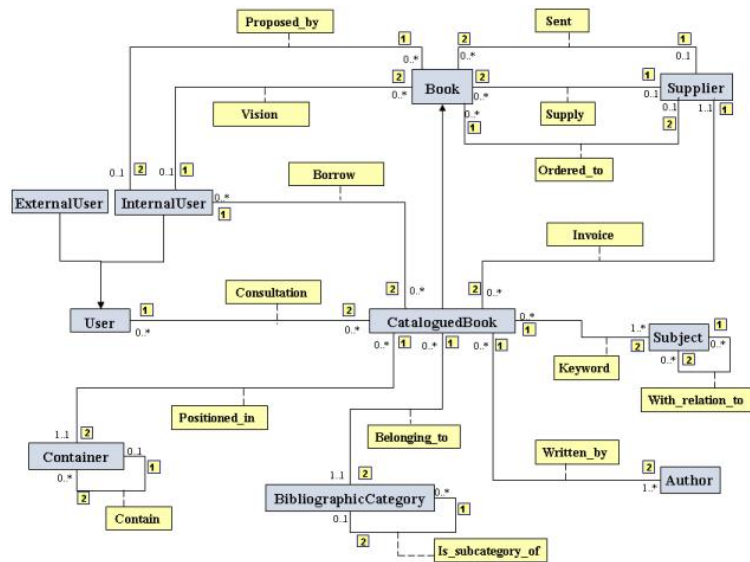 Proposed_by
Sent
1
2
1
0..*
0..*
0..1
Book
2
2
1
Supplier
0..*
0..*
0..1
0..1
1..1
Vision
Supply
0..*
1
2
Ordered_to
0..1
2
0..1
1
Borrow
ExternalUser
InternalUser
0..*
1
Invoice
Consultation
2
0..*
2
0..*
User
1
0..*
2
0..*
CataloguedBook
0..*
1
1..*
2
Subject
1
0..*
0..*
2
0..*
1
0..*
1
0..*
1
Keyword
With_relation_to
Positioned_in
Belonging_to
1..1
2
Written_by
Container
0..1
1
0..*
2
Contain
1..1
2
2
1..*
Author
BibliographicCategory
0..*
1
0..1
2
Is_subcategory_of